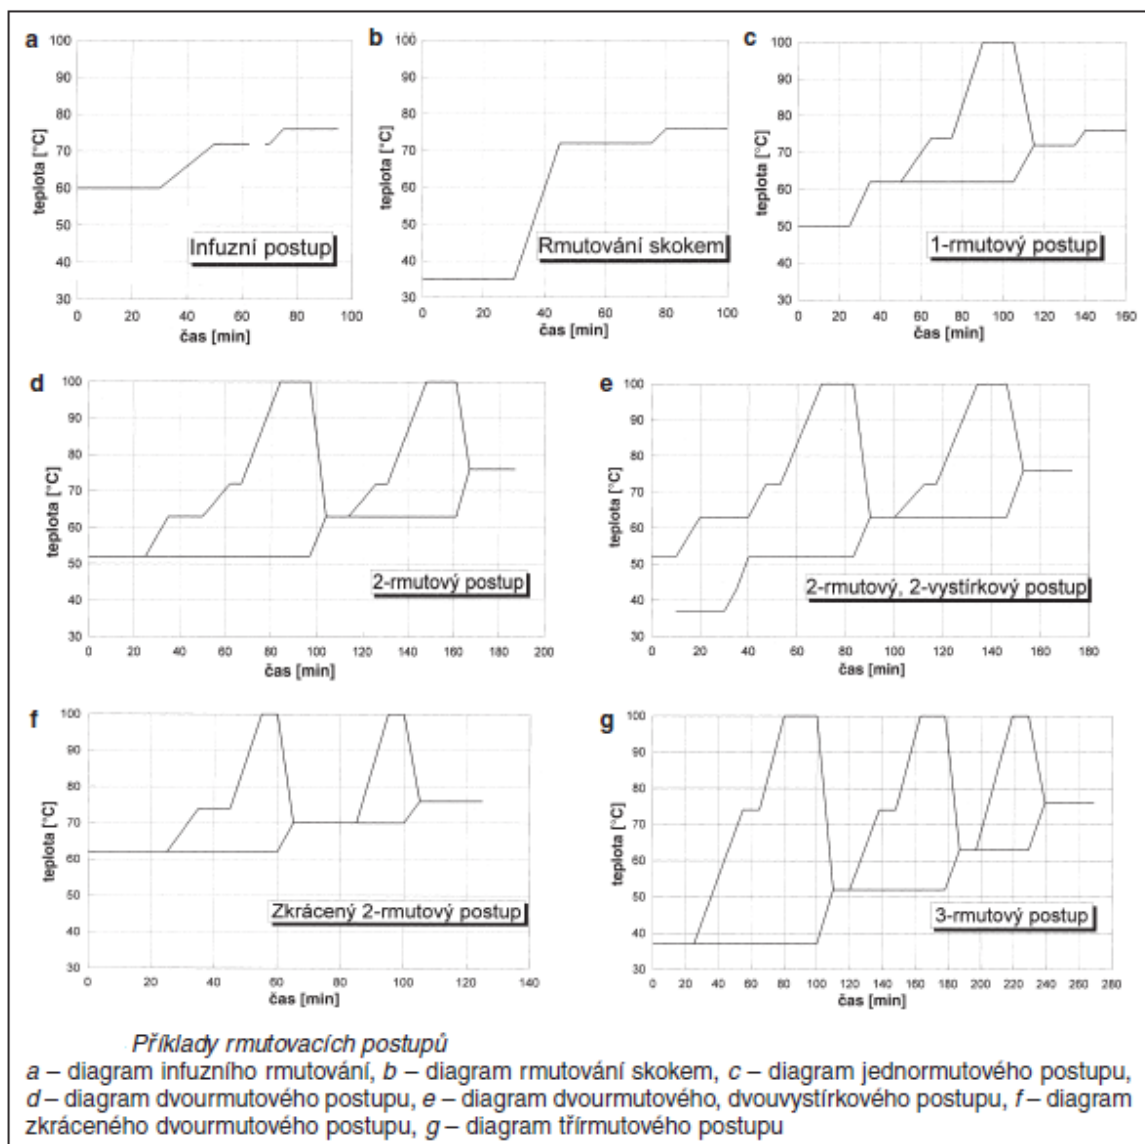 a
100
90
80
70
60
50
40
30
teplota [°C]
Infuzní postup
0 20 40 60 80 100
čas [min]
b
100
90
80
70
60
50
40
30
teplota [°C]
Rmutování skokem
0 20 40 60 80 100
čas [min]
c
100
90
80
70
60
50
40
30
teplota [°C]
1-rmutový postup
0 20 40 60 80 100 120 140 160
čas [min]
d
100
90
80
70
60
50
40
30
teplota [°C]
2-rmutový postup
0 20 40 60 80 100 120 140 160 180 200
čas [min]
e
100
90
80
70
60
50
40
30
teplota [°C]
2-rmutový, 2-vystírkový postup
0 20 40 60 80 100 120 140 160 180
čas [min]
f
100
90
80
70
60
50
40
30
teplota [°C]
Zkrácený 2-rmutový postup
0 20 40 60 80 100 120 140
čas [min]
g
100
90
80
70
60
50
40
30
teplota [°C]
3-rmutový postup
0 20 40 60 80 100 120 140 160 180 200 220 240 260 280
čas [min]
Příklady rmutovacích postupů
a – diagram infuzního rmutování, b – diagram rmutování skokem, c – diagram jednormutového postupu,
d – diagram dvourmutového postupu, e – diagram dvourmutového, dvouvystírkového postupu, f – diagram
zkráceného dvourmutového postupu, g – diagram třírmutového postupu